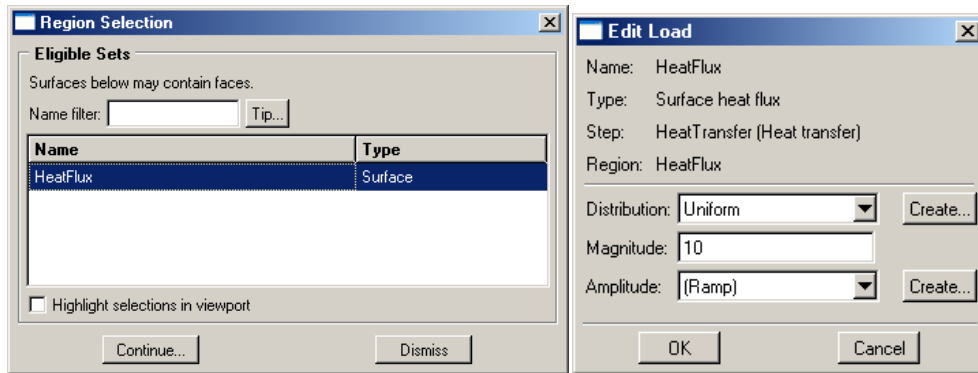 Region Selection
Eligible Sets
Surfaces below may contain faces.
Name filter: Tip...
Name Type
HeatFlux Surface
Highlight selections in viewport
Continue... Dismiss
Edit Load
Name: HeatFlux
Type: Surface heat flux
Step: HeatTransfer (Heat transfer)
Region: HeatFlux
Distribution: Uniform Create...
Magnitude: 10
Amplitude: (Ramp) Create...
OK Cancel